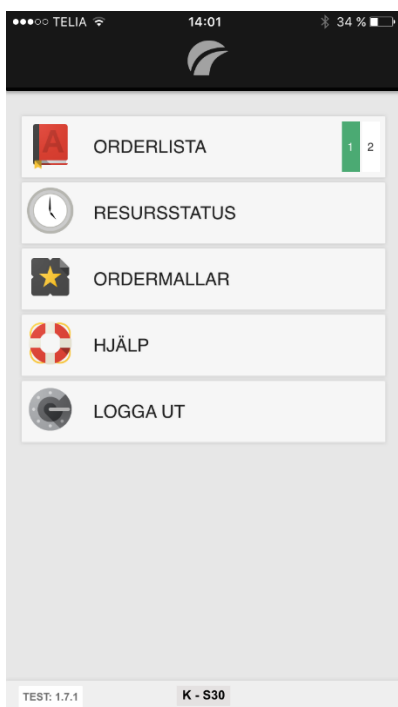 ●●●○○ TELIA 14:01 34 %
ORDERLISTA 1 2
RESURSSTATUS
ORDERMALLAR
HJÄLP
LOGGA UT
TEST: 1.7.1 K - S30